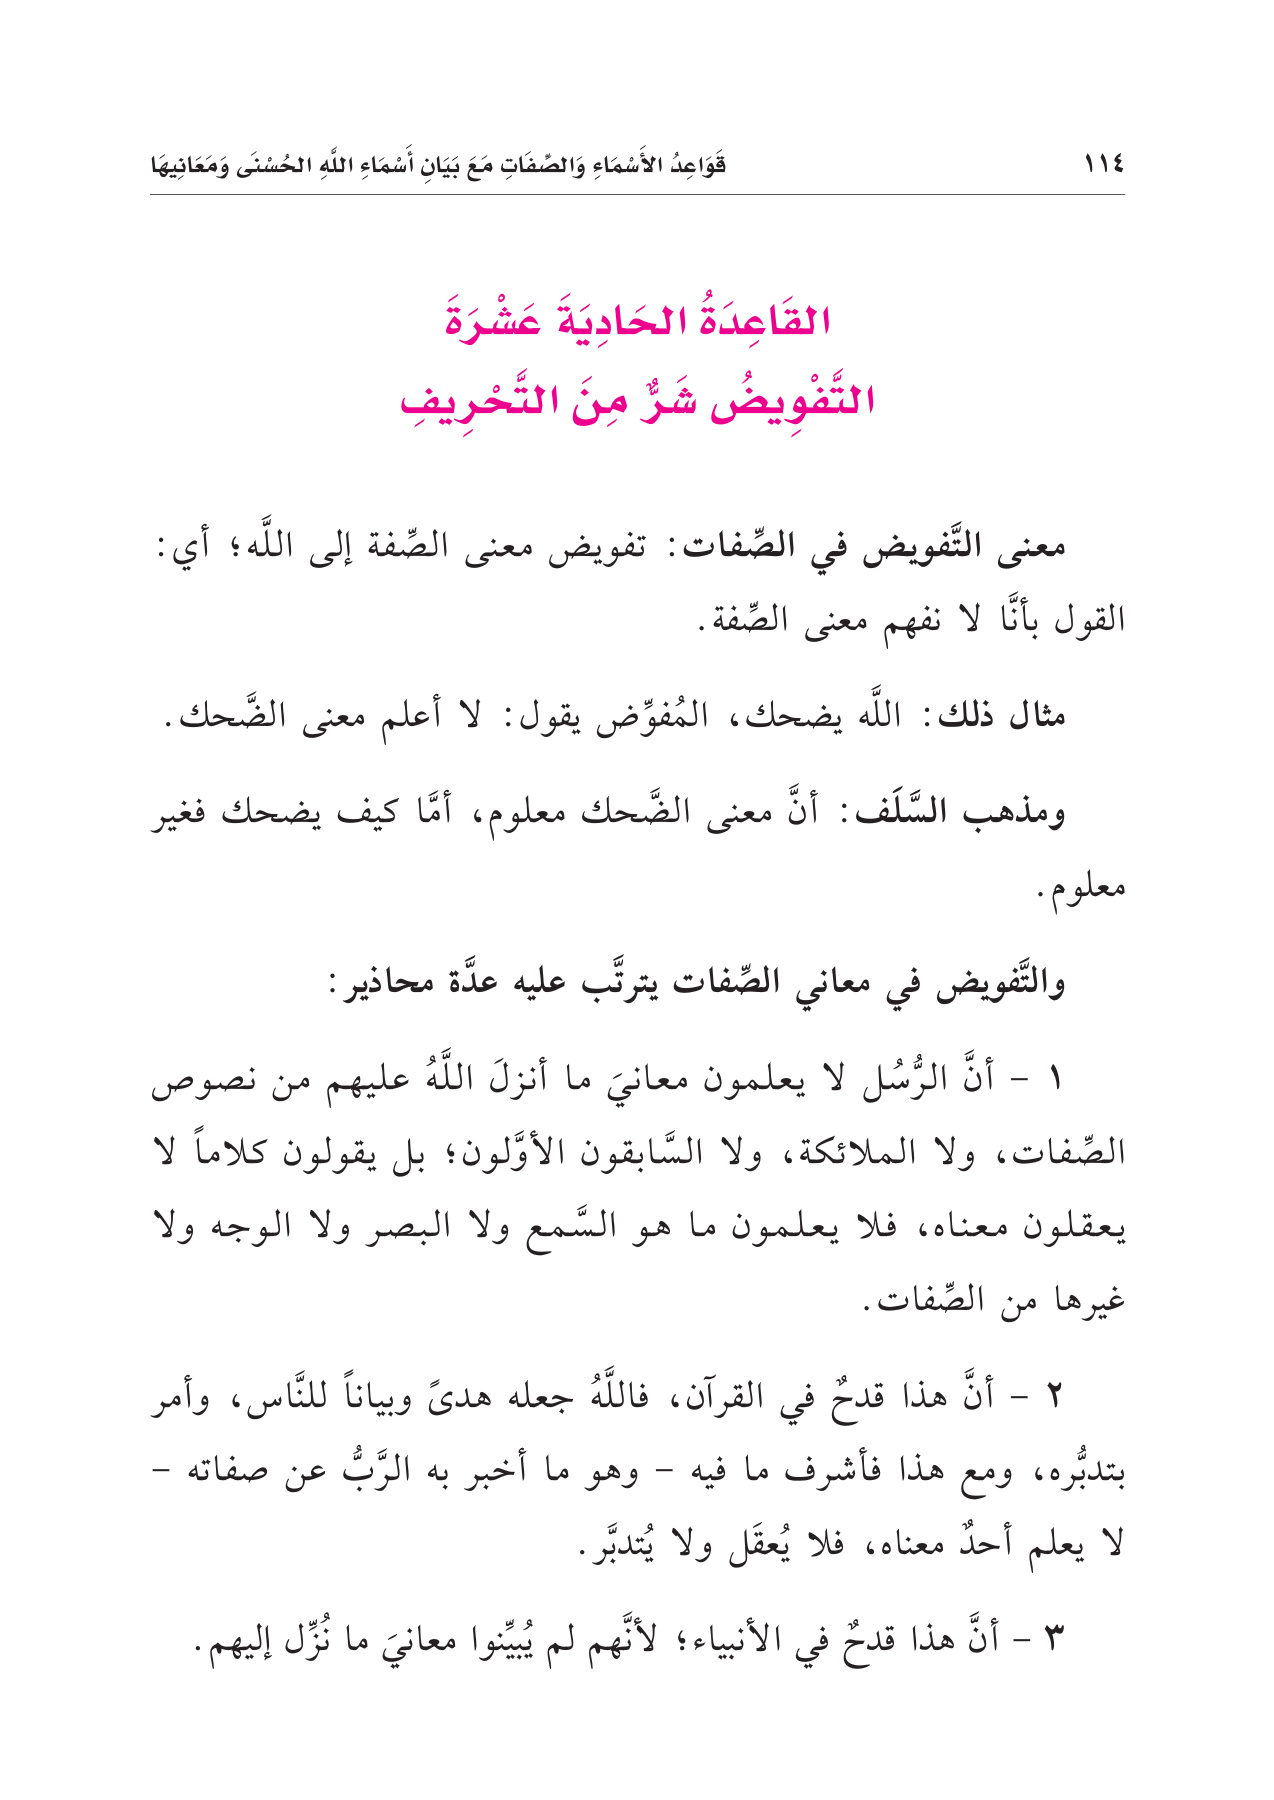 ١١٤
قَوَاعِدُ الأَسْمَاءِ وَالصِّفَاتِ مَعَ بَيَانِ أَسْمَاءِ اللَّهِ الحُسْنَى وَمَعَانِيهَا
القَاعِدَةُ الحَادِيَةَ عَشْرَةَ
التَّفْوِيضُ شَرٌّ مِنَ التَّحْرِيفِ
معنى التَّفويض في الصِّفات: تفويض معنى الصِّفة إلى اللَّه؛ أي:
القول بأنَّا لا نفهم معنى الصِّفة.
مثال ذلك: اللَّه يضحك، المُفوِّض يقول: لا أعلم معنى الضَّحك.
ومذهب السَّلَف: أنَّ معنى الضَّحك معلوم، أمَّا كيف يضحك فغير
معلوم.
والتَّفويض في معاني الصِّفات يترتَّب عليه عدَّة محاذير:
١ – أنَّ الرُّسُل لا يعلمون معانيَ ما أنزلَ اللَّهُ عليهم من نصوص
الصِّفات، ولا الملائكة، ولا السَّابقون الأوَّلون؛ بل يقولون كلاماً لا
يعقلون معناه، فلا يعلمون ما هو السَّمع ولا البصر ولا الوجه ولا
غيرها من الصِّفات.
٢ – أنَّ هذا قدحٌ في القرآن، فاللَّهُ جعله هدىً وبياناً للنَّاس، وأمر
بتدبُّره، ومع هذا فأشرف ما فيه – وهو ما أخبر به الرَّبُّ عن صفاته –
لا يعلم أحدٌ معناه، فلا يُعقَل ولا يُتدبَّر.
٣ – أنَّ هذا قدحٌ في الأنبياء؛ لأنَّهم لم يُبيِّنوا معانيَ ما نُزِّل إليهم.